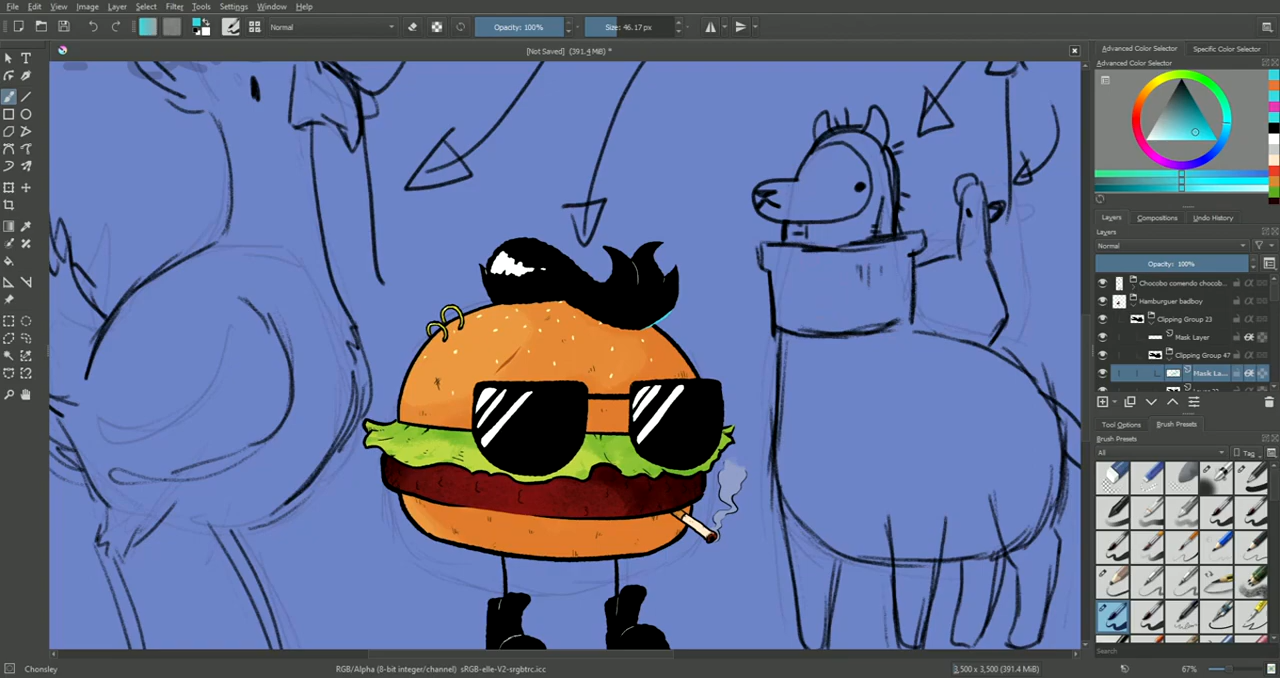 File Edit View Image Layer Select Filter Tools Settings Window Help
Normal Opacity: 100% Size: 46.17 px
[Not Saved] (391.4 MiB) *
Advanced Color Selector Specific Color Selector
Advanced Color Selector
Layers Compositions Undo History
Layers
Normal
Opacity: 100%
Chocobo comendo chocob...
Hamburguer badboy
Clipping Group 23
Mask Layer
Clipping Group 47
Mask La...
Tool Options Brush Presets
Brush Presets
All Tag
Search
Chonsley RGB/Alpha (8-bit integer/channel) sRGB-elle-V2-srgbtrc.icc 3,500 x 3,500 (391.4 MiB) 67%